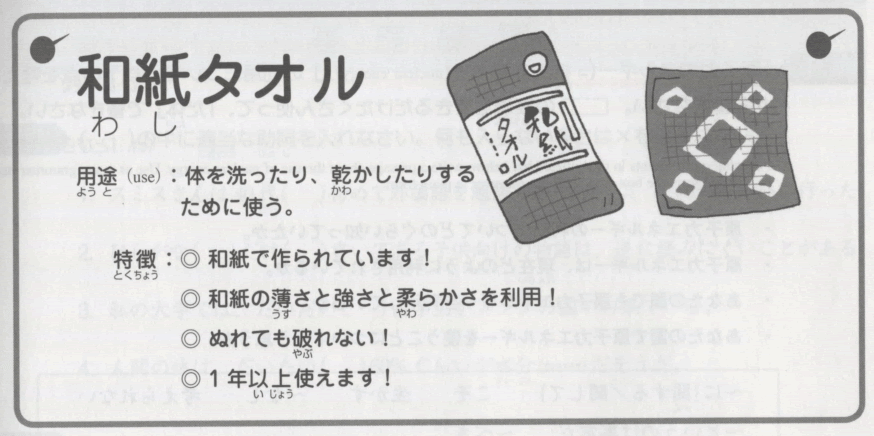 和紙タオル
わし
和紙タオル
用途(use):体を洗ったり、乾かしたりする
ようと
かわ
ために使う。
特徴:◎ 和紙で作られています!
とくちょう
◎ 和紙の薄さと強さと柔らかさを利用!
うす
やわ
◎ ぬれても破れない!
やぶ
◎ 1年以上使えます!
いじょう